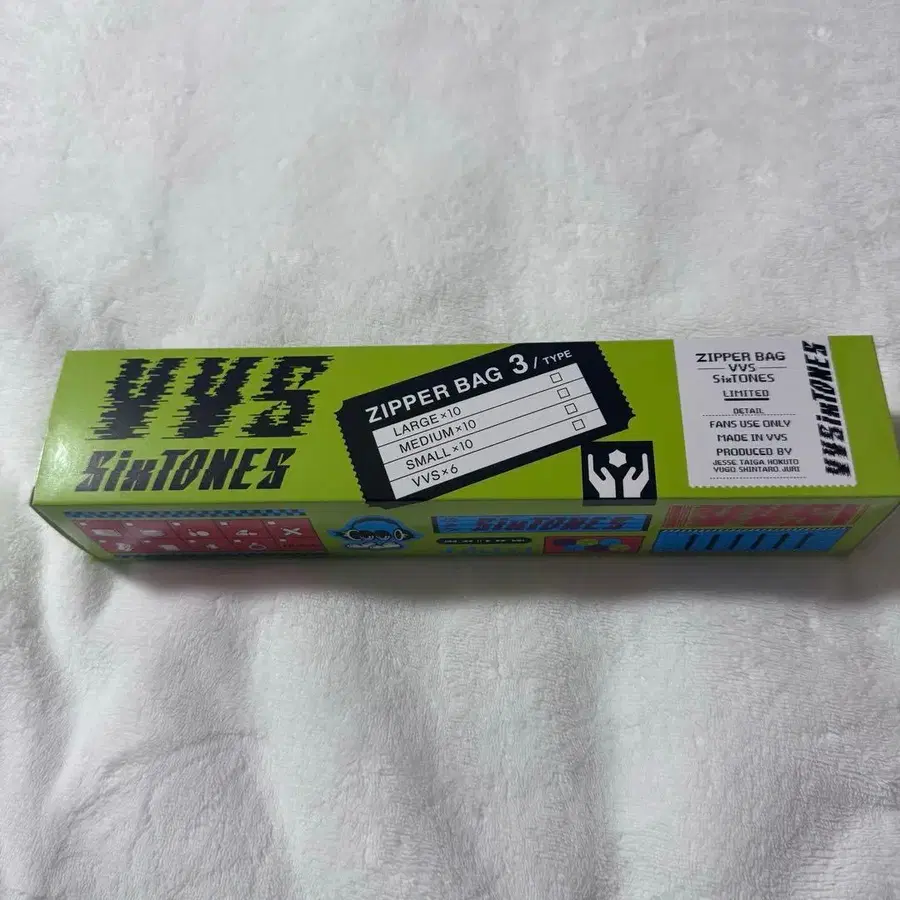 VVS
SixTONES
ZIPPER BAG 3/TYPE
LARGE×10
MEDIUM×10
SMALL×10
VVS×6
ZIPPER BAG
VVS
SixTONES
LIMITED
DETAIL
FANS USE ONLY
MADE IN VVS
PRODUCED BY
JESSE. TAIGA. HOKUTO
YUGO. SHINTARO. JURI
VVSixTONES
SixTONES